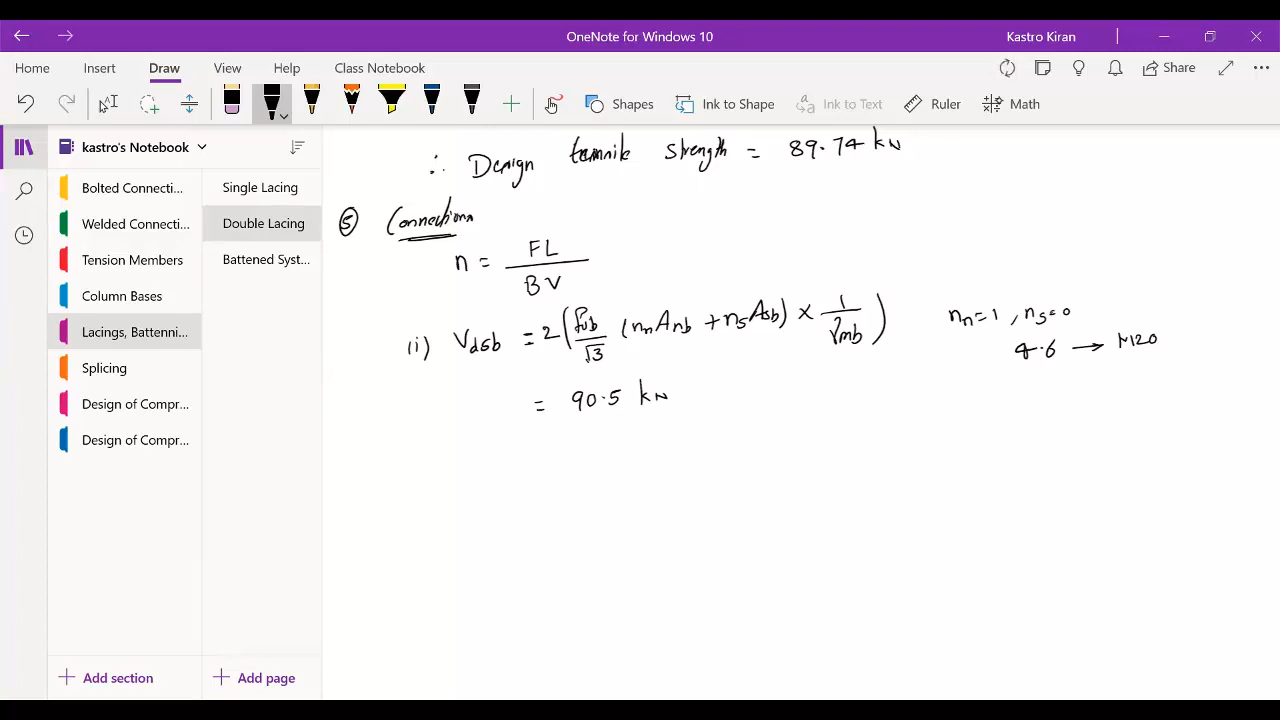 OneNote for Windows 10
Kastro Kiran
Home Insert Draw View Help Class Notebook
Share
Shapes Ink to Shape Ink to Text Ruler Math
kastro's Notebook
Bolted Connecti...
Welded Connecti...
Tension Members
Column Bases
Lacings, Battenni...
Splicing
Design of Compr...
Design of Compr...
Add section
Single Lacing
Double Lacing
Battened Syst...
Add page
∴ Design tensile strength = 89.74 kN
⑤ Connections
n = FL / BV
(i) Vdsb = 2 (fub/√3 (nn Anb + ns Asb) × 1/γmb)
nn = 1, ns = 0
4.6 → M20
= 90.5 kN